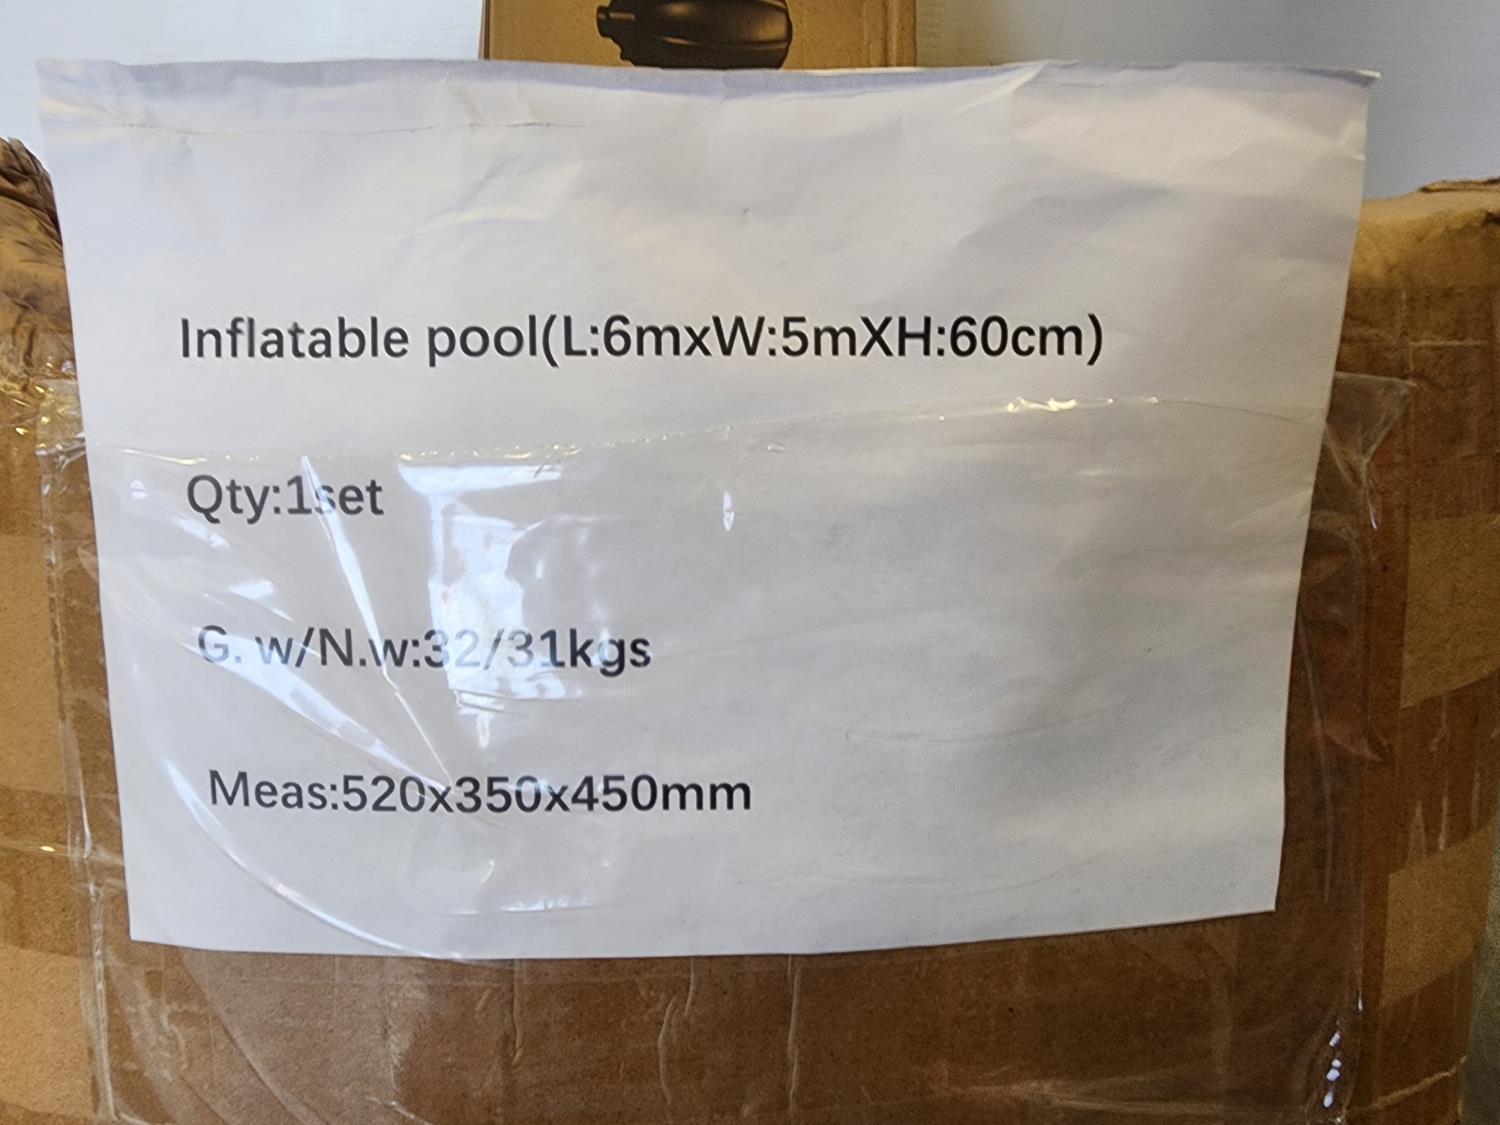 Inflatable pool(L:6mxW:5mXH:60cm)
Qty:1set
G. w/N.w:32/31kgs
Meas:520x350x450mm